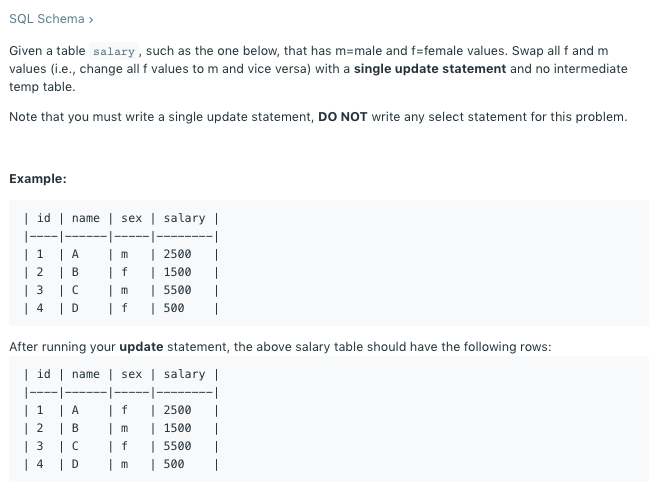 SQL Schema ›
Given a table salary, such as the one below, that has m=male and f=female values. Swap all f and m
values (i.e., change all f values to m and vice versa) with a single update statement and no intermediate
temp table.
Note that you must write a single update statement, DO NOT write any select statement for this problem.
Example:
| id | name | sex | salary |
|----|------|-----|--------|
| 1 | A | m | 2500 |
| 2 | B | f | 1500 |
| 3 | C | m | 5500 |
| 4 | D | f | 500 |
After running your update statement, the above salary table should have the following rows:
| id | name | sex | salary |
|----|------|-----|--------|
| 1 | A | f | 2500 |
| 2 | B | m | 1500 |
| 3 | C | f | 5500 |
| 4 | D | m | 500 |